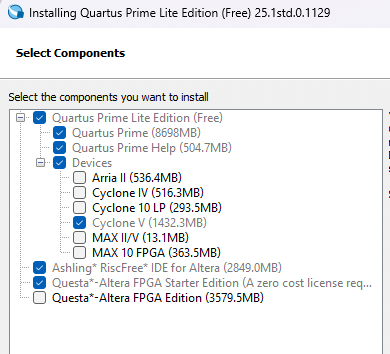 Installing Quartus Prime Lite Edition (Free) 25.1std.0.1129
Select Components
Select the components you want to install
Quartus Prime Lite Edition (Free)
Quartus Prime (8698MB)
Quartus Prime Help (504.7MB)
Devices
Arria II (536.4MB)
Cyclone IV (516.3MB)
Cyclone 10 LP (293.5MB)
Cyclone V (1432.3MB)
MAX II/V (13.1MB)
MAX 10 FPGA (363.5MB)
Ashling* RiscFree* IDE for Altera (2849.0MB)
Questa*-Altera FPGA Starter Edition (A zero cost license req...
Questa*-Altera FPGA Edition (3579.5MB)